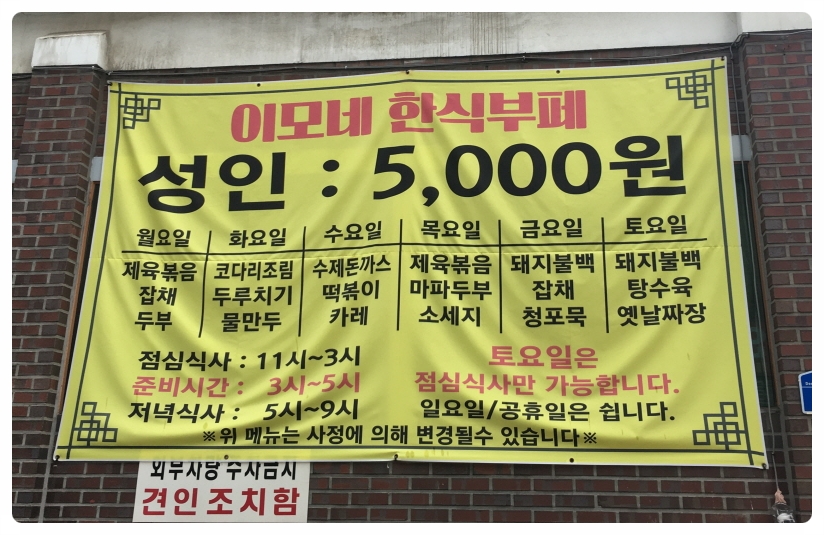 이모네 한식부페
성인 : 5,000원
월요일 화요일 수요일 목요일 금요일 토요일
제육볶음 코다리조림 수제돈까스 제육볶음 돼지불백 돼지불백
잡채 두루치기 떡볶이 마파두부 잡채 탕수육
두부 물만두 카레 소세지 청포묵 옛날짜장
점심식사 : 11시~3시
준비시간 : 3시~5시
저녁식사 : 5시~9시
토요일은
점심식사만 가능합니다.
일요일/공휴일은 쉽니다.
※위 메뉴는 사정에 의해 변경될수 있습니다※
외부차량 주차금지
견인조치함